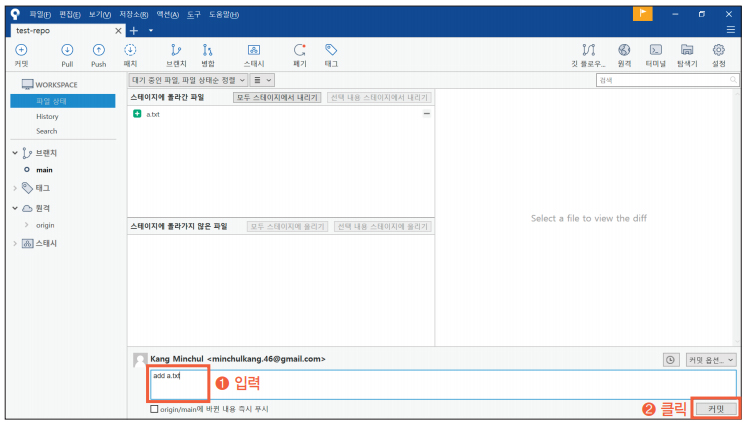 파일(F) 편집(E) 보기(V) 저장소(R) 액션(A) 도구 도움말(H)
test-repo
커밋 Pull Push 패치 브랜치 병합 스태시 폐기 태그 깃 플로우... 원격 터미널 탐색기 설정
WORKSPACE
파일 상태
History
Search
브랜치
main
태그
원격
origin
스태시
대기 중인 파일, 파일 상태순 정렬
검색
스테이지에 올라간 파일 모두 스테이지에서 내리기 선택 내용 스테이지에서 내리기
a.txt
스테이지에 올라가지 않은 파일 모두 스테이지에 올리기 선택 내용 스테이지에 올리기
Select a file to view the diff
Kang Minchul <minchulkang.46@gmail.com>
커밋 옵션...
add a.txt
1 입력
origin/main에 바뀐 내용 즉시 푸시
2 클릭
커밋